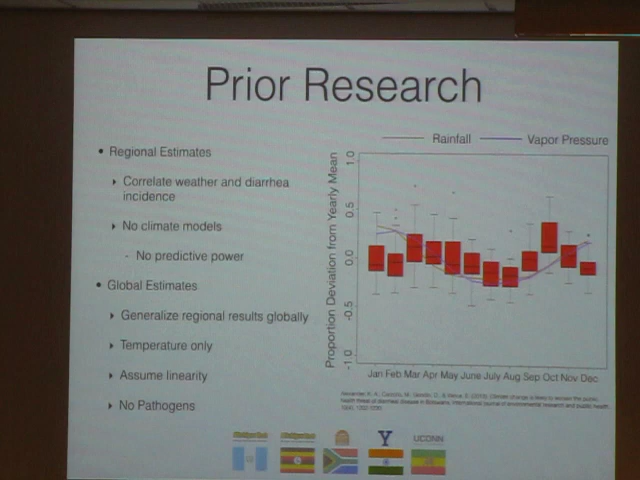 Prior Research
• Regional Estimates
Correlate weather and diarrhea
incidence
No climate models
- No predictive power
• Global Estimates
Generalize regional results globally
Temperature only
Assume linearity
No Pathogens
Rainfall
Vapor Pressure
Proportion Deviation from Yearly Mean
1.0
0.5
0.0
-0.5
-1.0
Jan Feb Mar Apr May June July Aug Sep Oct Nov Dec
Y
UCONN